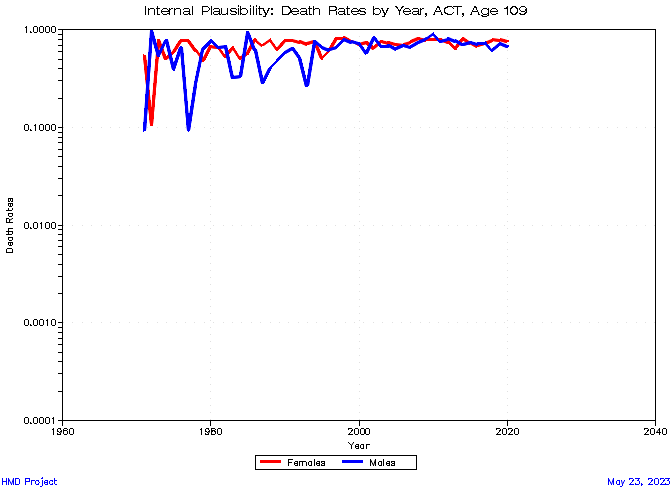 Internal Plausibility: Death Rates by Year, ACT, Age 109
1.0000
0.1000
0.0100
0.0010
0.0001
Death Rates
1960
1980
2000
2020
2040
Year
Females
Males
HMD Project
May 23, 2023